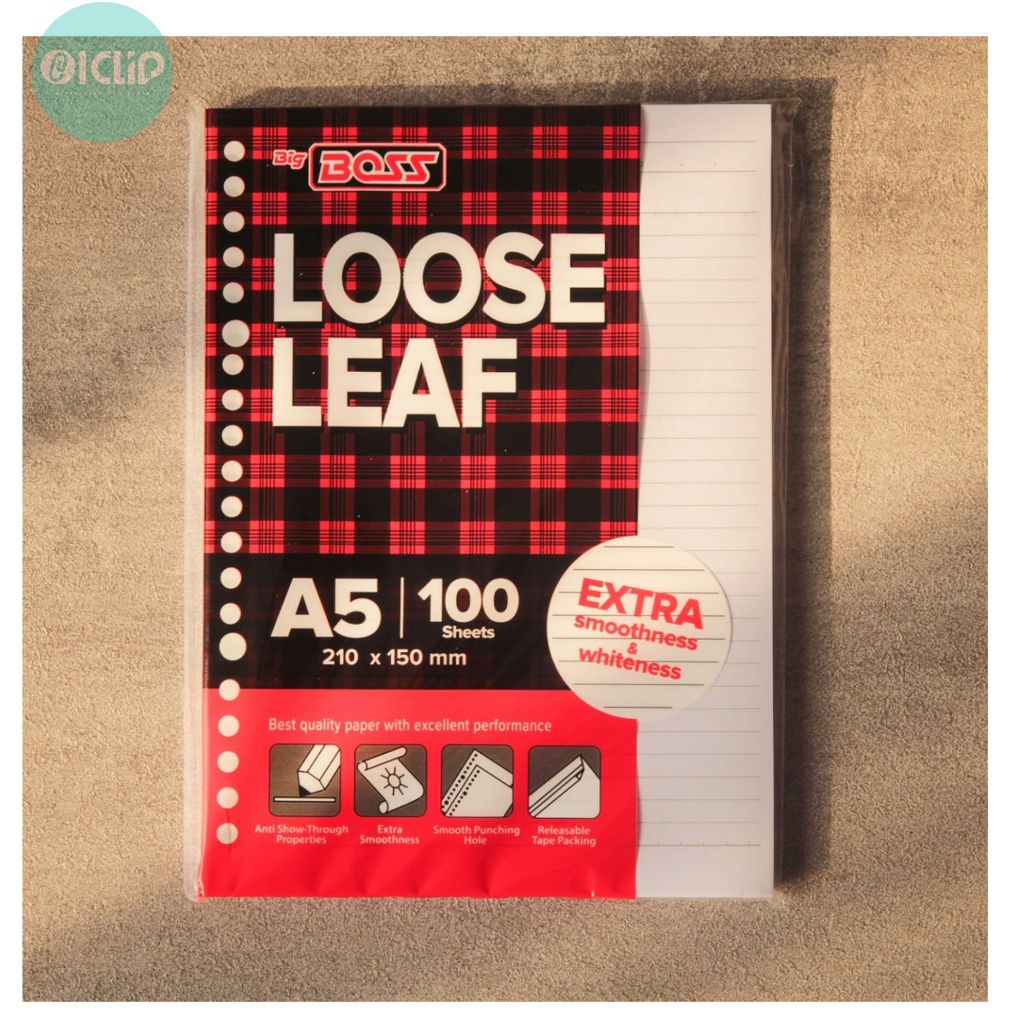 01CLIP
Big BOSS
LOOSE
LEAF
A5 | 100
Sheets
210 x 150 mm
EXTRA
smoothness
&
whiteness
Best quality paper with excellent performance
Anti Show-Through
Properties
Extra
Smoothness
Smooth Punching
Hole
Releasable
Tape Packing